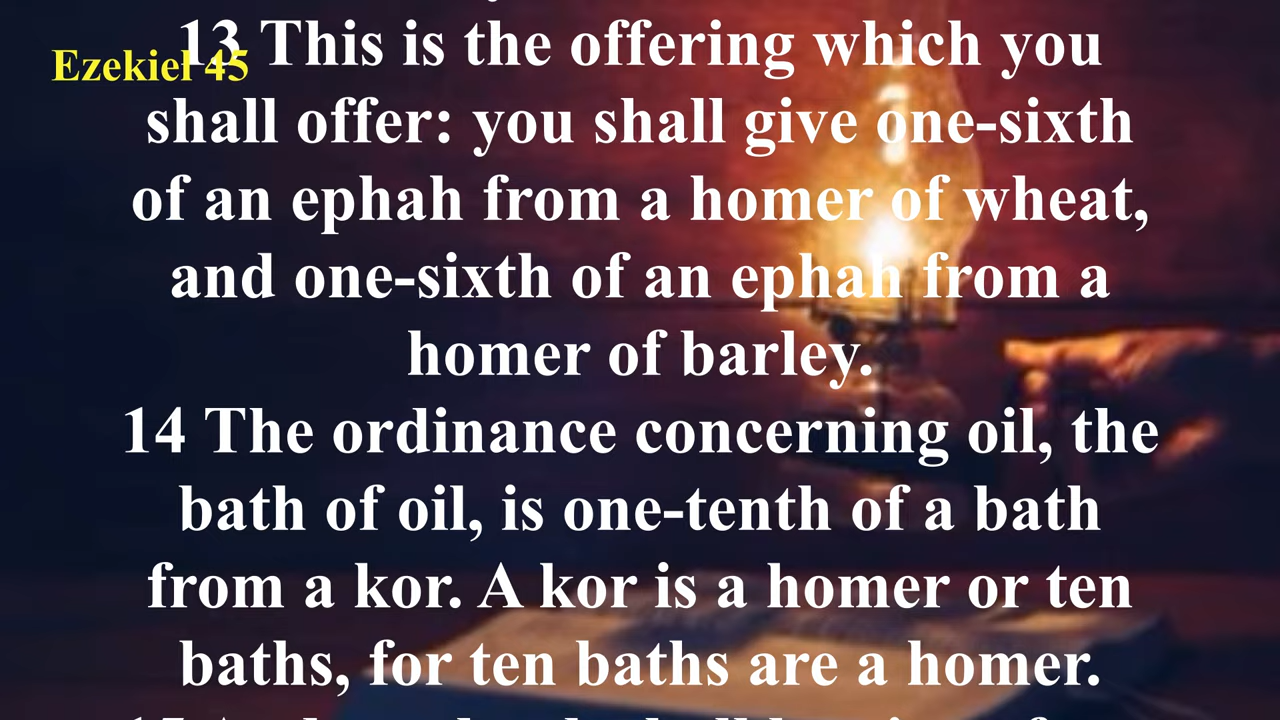 Ezekiel 45
13 This is the offering which you
shall offer: you shall give one-sixth
of an ephah from a homer of wheat,
and one-sixth of an ephah from a
homer of barley.
14 The ordinance concerning oil, the
bath of oil, is one-tenth of a bath
from a kor. A kor is a homer or ten
baths, for ten baths are a homer.